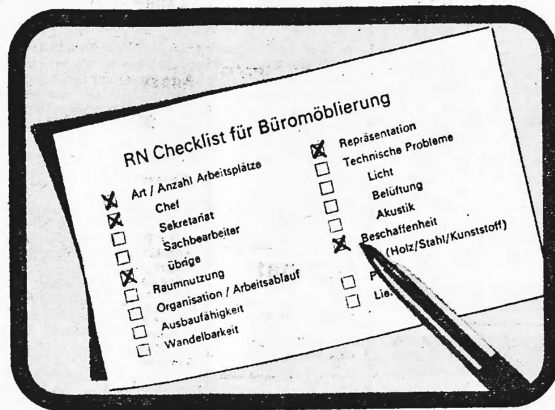 RN Checklist für Büromöblierung
Art / Anzahl Arbeitsplätze
Chef
Sekretariat
Sachbearbeiter
übrige
Raumnutzung
Organisation / Arbeitsablauf
Ausbaufähigkeit
Wandelbarkeit
Repräsentation
Technische Probleme
Licht
Belüftung
Akustik
Beschaffenheit
(Holz/Stahl/Kunststoff)